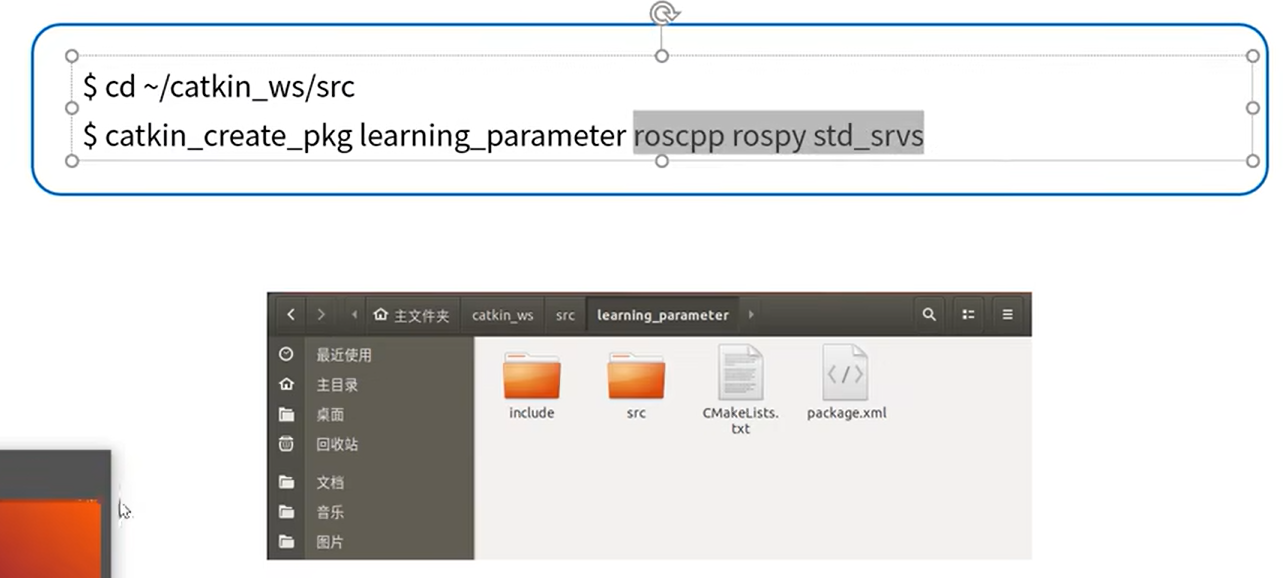 $ cd ~/catkin_ws/src
$ catkin_create_pkg learning_parameter roscpp rospy std_srvs
主文件夹 catkin_ws src learning_parameter
最近使用
主目录
桌面
回收站
文档
音乐
图片
include src CMakeLists. package.xml
txt